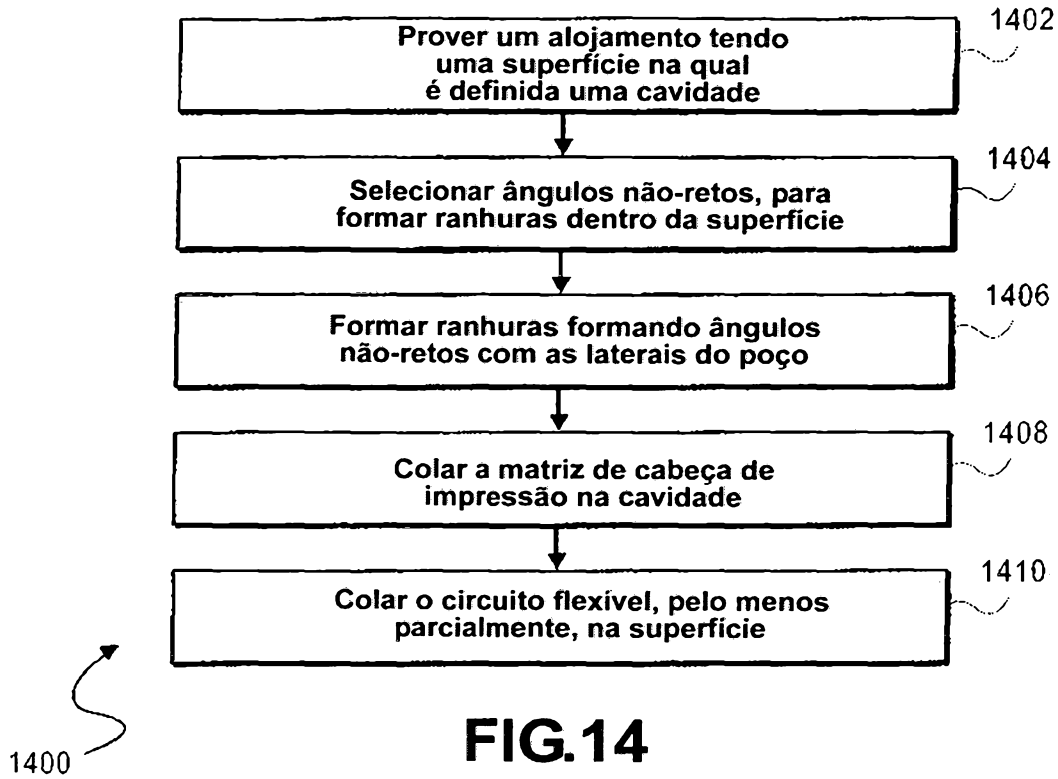 Prover um alojamento tendo
uma superfície na qual
é definida uma cavidade
1402
Selecionar ângulos não-retos, para
formar ranhuras dentro da superfície
1404
Formar ranhuras formando ângulos
não-retos com as laterais do poço
1406
Colar a matriz de cabeça de
impressão na cavidade
1408
Colar o circuito flexível, pelo menos
parcialmente, na superfície
1410
1400
FIG.14